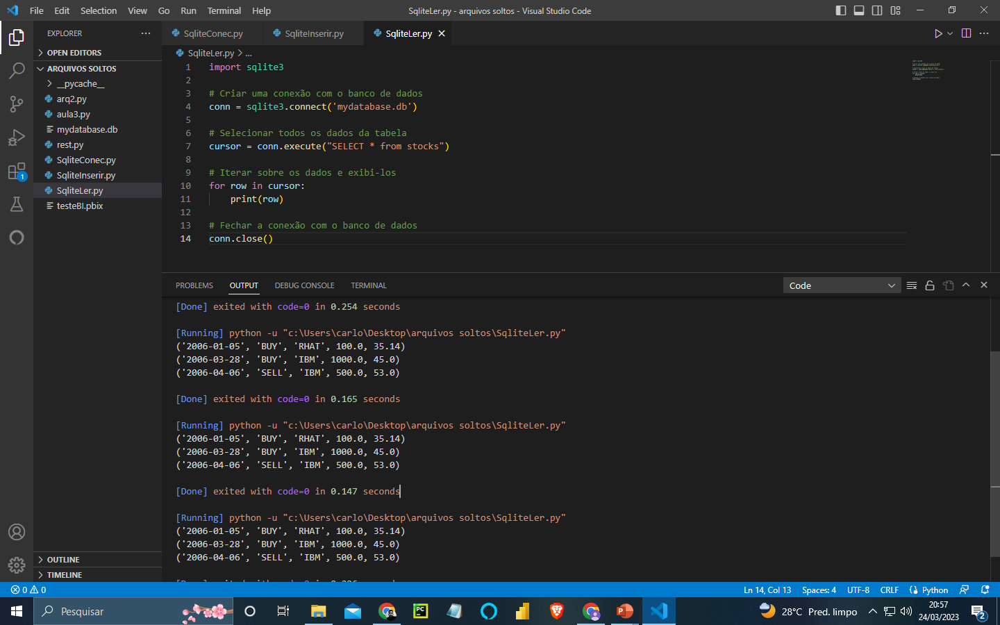 File Edit Selection View Go Run Terminal Help
SqliteLer.py - arquivos soltos - Visual Studio Code
EXPLORER
OPEN EDITORS
ARQUIVOS SOLTOS
__pycache__
arq2.py
aula3.py
mydatabase.db
rest.py
SqliteConec.py
SqliteInserir.py
SqliteLer.py
testeBI.pbix
OUTLINE
TIMELINE
1
SqliteConec.py SqliteInserir.py SqliteLer.py
SqliteLer.py > ...
1 import sqlite3
2
3 # Criar uma conexão com o banco de dados
4 conn = sqlite3.connect('mydatabase.db')
5
6 # Selecionar todos os dados da tabela
7 cursor = conn.execute("SELECT * from stocks")
8
9 # Iterar sobre os dados e exibi-los
10 for row in cursor:
11     print(row)
12
13 # Fechar a conexão com o banco de dados
14 conn.close()
PROBLEMS OUTPUT DEBUG CONSOLE TERMINAL
Code
[Done] exited with code=0 in 0.254 seconds
[Running] python -u "c:\Users\carlo\Desktop\arquivos soltos\SqliteLer.py"
('2006-01-05', 'BUY', 'RHAT', 100.0, 35.14)
('2006-03-28', 'BUY', 'IBM', 1000.0, 45.0)
('2006-04-06', 'SELL', 'IBM', 500.0, 53.0)
[Done] exited with code=0 in 0.165 seconds
[Running] python -u "c:\Users\carlo\Desktop\arquivos soltos\SqliteLer.py"
('2006-01-05', 'BUY', 'RHAT', 100.0, 35.14)
('2006-03-28', 'BUY', 'IBM', 1000.0, 45.0)
('2006-04-06', 'SELL', 'IBM', 500.0, 53.0)
[Done] exited with code=0 in 0.147 seconds
[Running] python -u "c:\Users\carlo\Desktop\arquivos soltos\SqliteLer.py"
('2006-01-05', 'BUY', 'RHAT', 100.0, 35.14)
('2006-03-28', 'BUY', 'IBM', 1000.0, 45.0)
('2006-04-06', 'SELL', 'IBM', 500.0, 53.0)
0 0
Ln 14, Col 13 Spaces: 4 UTF-8 CRLF Python
Pesquisar
PC
28°C Pred. limpo
20:57
24/03/2023
2